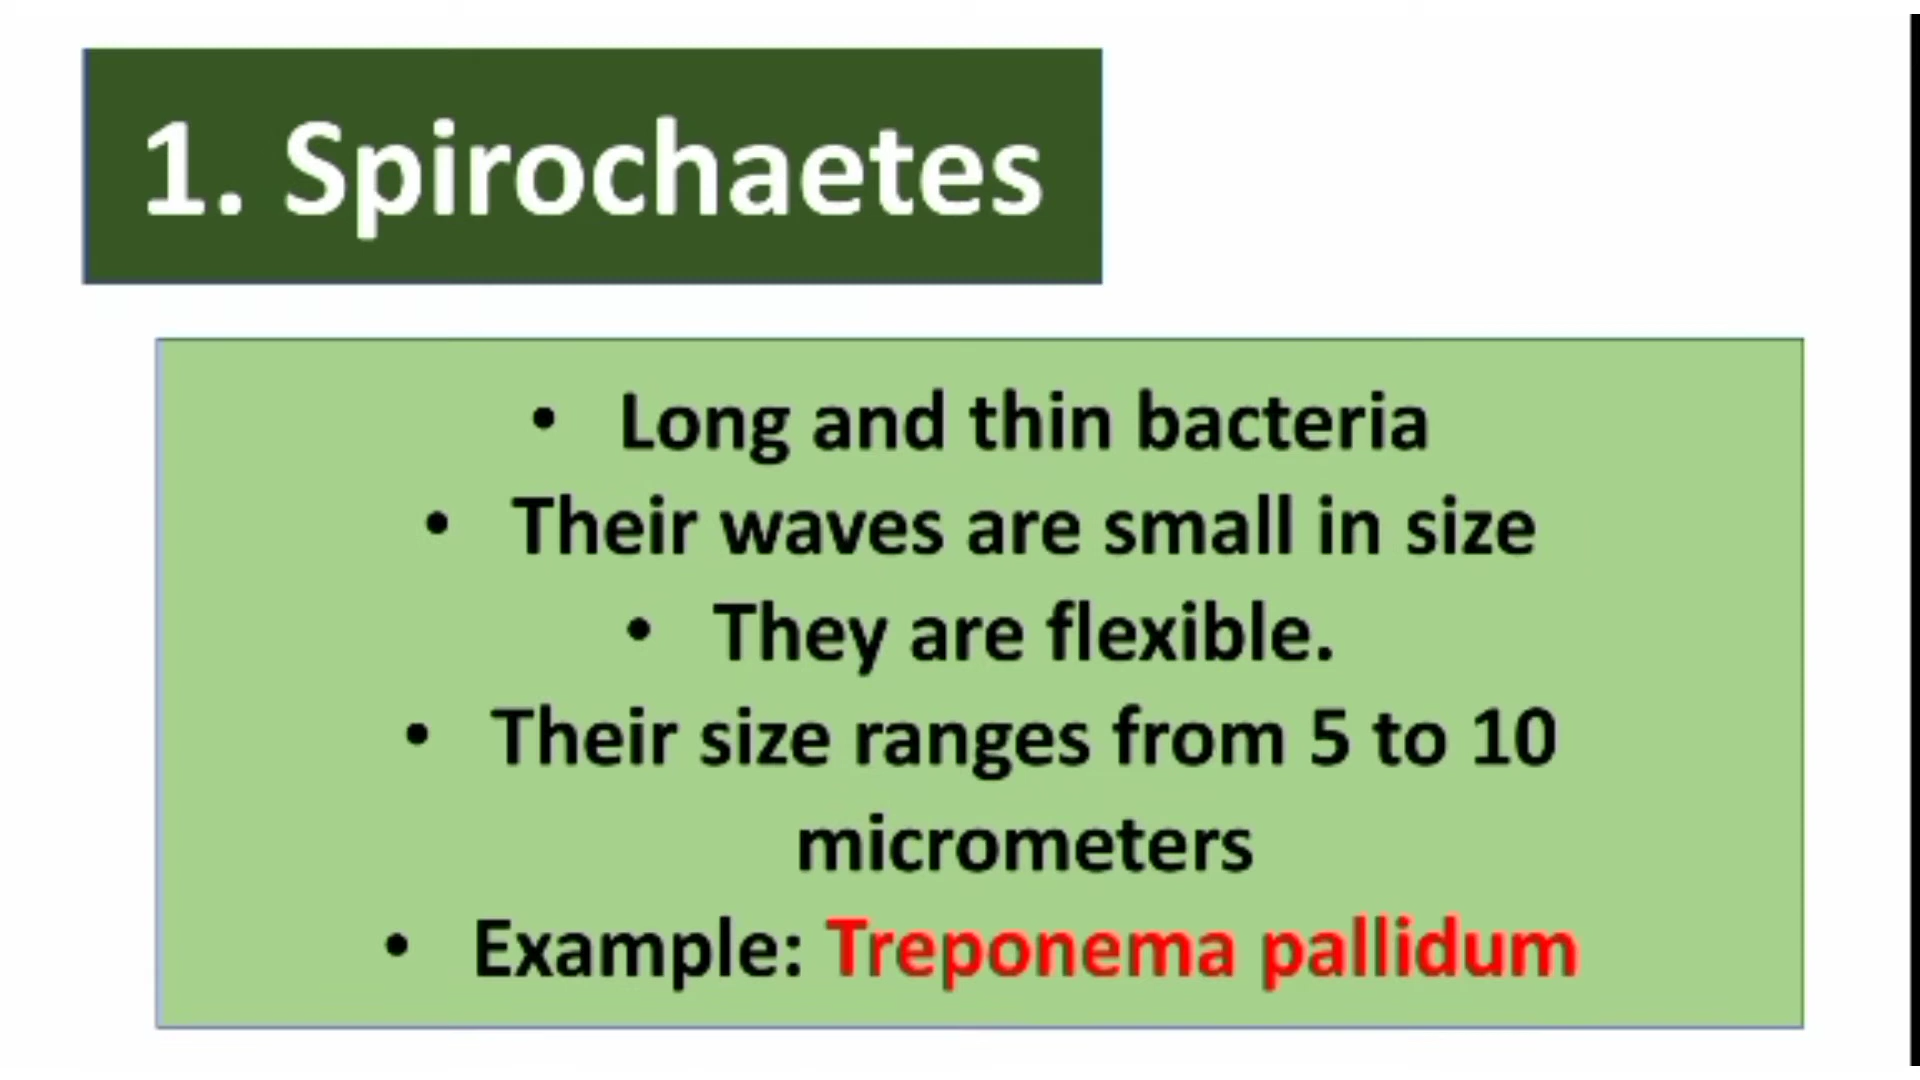 1. Spirochaetes
• Long and thin bacteria
• Their waves are small in size
• They are flexible.
• Their size ranges from 5 to 10
micrometers
• Example: Treponema pallidum